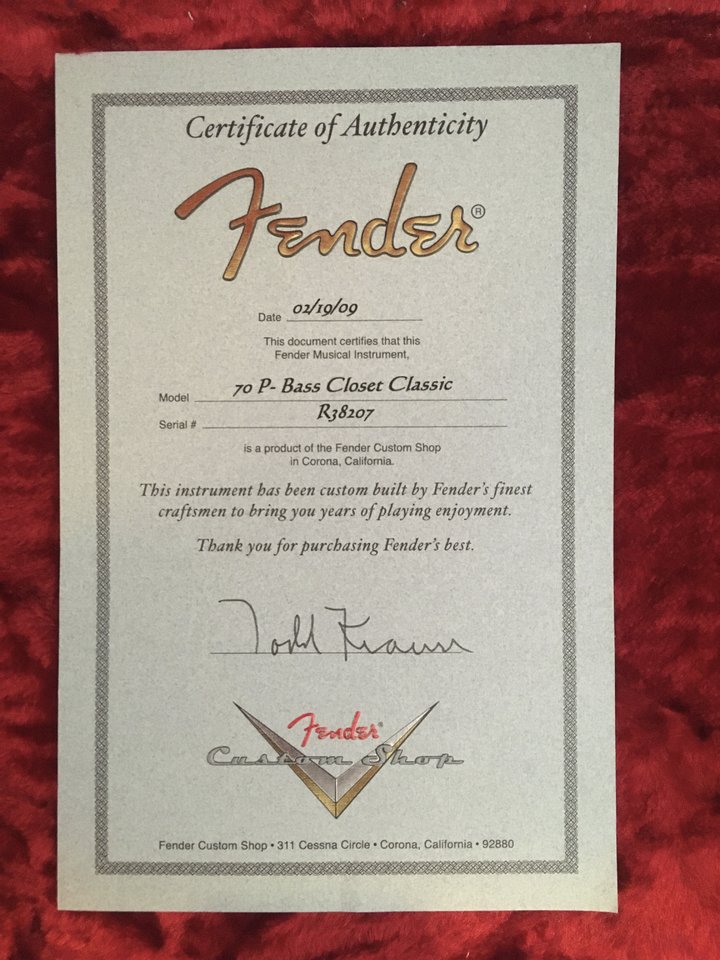 Certificate of Authenticity
Fender®
Date 02/19/09
This document certifies that this
Fender Musical Instrument,
Model 70 P- Bass Closet Classic
Serial # R38207
is a product of the Fender Custom Shop
in Corona, California.
This instrument has been custom built by Fender's finest
craftsmen to bring you years of playing enjoyment.
Thank you for purchasing Fender's best.
Todd Krause
Fender®
Custom Shop
Fender Custom Shop • 311 Cessna Circle • Corona, California • 92880